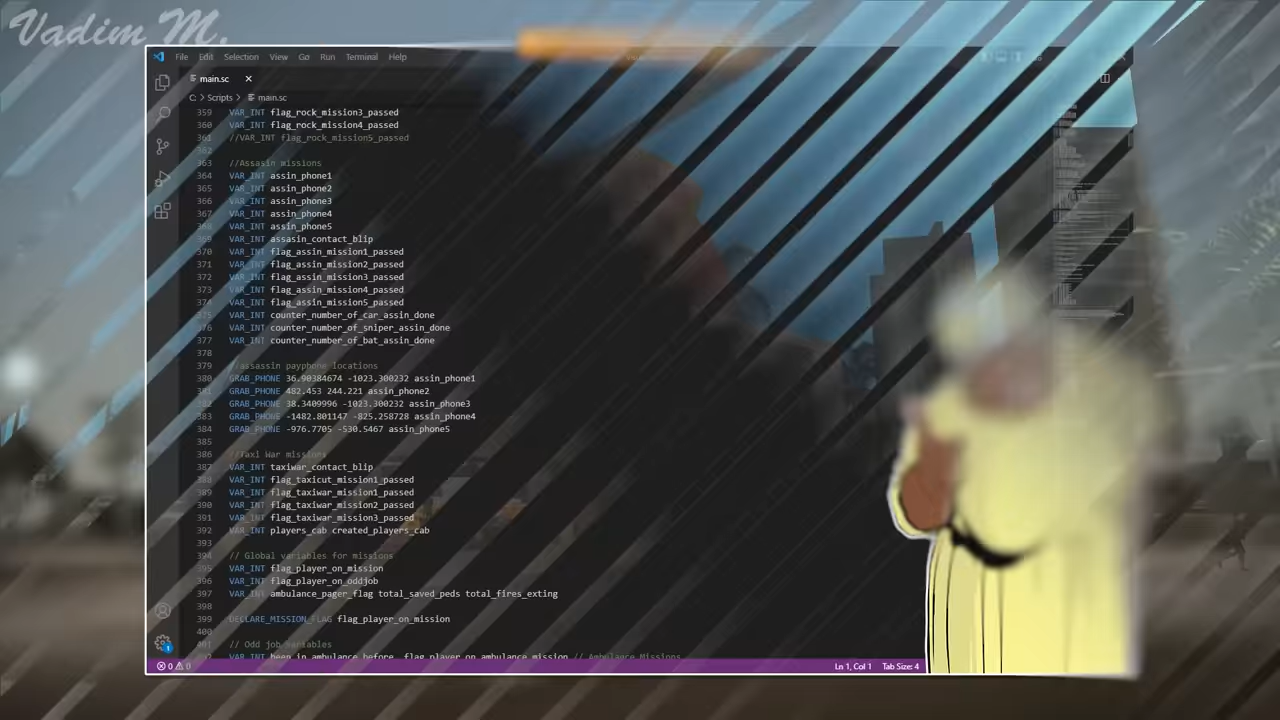 Vadim M.
File Edit Selection View Go Run Terminal Help
main.sc
C: > Scripts > main.sc
359 VAR_INT flag_rock_mission3_passed
360 VAR_INT flag_rock_mission4_passed
361 //VAR_INT flag_rock_mission5_passed
362
363 //Assasin missions
364 VAR_INT assin_phone1
365 VAR_INT assin_phone2
366 VAR_INT assin_phone3
367 VAR_INT assin_phone4
368 VAR_INT assin_phone5
369 VAR_INT assasin_contact_blip
370 VAR_INT flag_assin_mission1_passed
371 VAR_INT flag_assin_mission2_passed
372 VAR_INT flag_assin_mission3_passed
373 VAR_INT flag_assin_mission4_passed
374 VAR_INT flag_assin_mission5_passed
375 VAR_INT counter_number_of_car_assin_done
376 VAR_INT counter_number_of_sniper_assin_done
377 VAR_INT counter_number_of_bat_assin_done
378
379 //assassin payphone locations
380 GRAB_PHONE 36.90384674 -1023.300232 assin_phone1
381 GRAB_PHONE 482.453 244.221 assin_phone2
382 GRAB_PHONE 38.3409996 -1023.300232 assin_phone3
383 GRAB_PHONE -1482.801147 -825.258728 assin_phone4
384 GRAB_PHONE -976.7705 -530.5467 assin_phone5
385
386 //Taxi War missions
387 VAR_INT taxiwar_contact_blip
388 VAR_INT flag_taxicut_mission1_passed
389 VAR_INT flag_taxiwar_mission1_passed
390 VAR_INT flag_taxiwar_mission2_passed
391 VAR_INT flag_taxiwar_mission3_passed
392 VAR_INT players_cab created_players_cab
393
394 // Global variables for missions
395 VAR_INT flag_player_on_mission
396 VAR_INT flag_player_on_oddjob
397 VAR_INT ambulance_pager_flag total_saved_peds total_fires_exting
398
399 DECLARE_MISSION_FLAG flag_player_on_mission
400
401 // Odd job variables
VAR_INT been_in_ambulance_before flag_player_on_ambulance_mission // Ambulance Missions
1
0 0
Ln 1, Col 1 Tab Size: 4